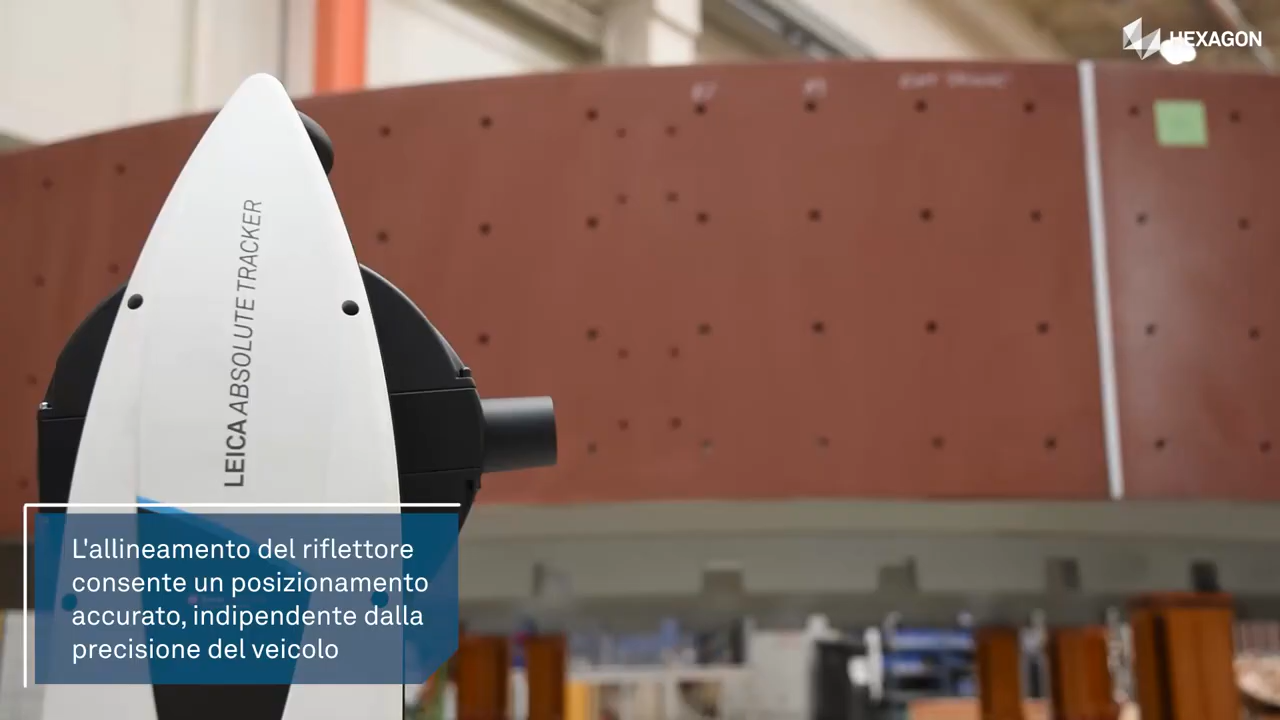 HEXAGON
LEICA ABSOLUTE TRACKER
L'allineamento del riflettore
consente un posizionamento
accurato, indipendente dalla
precisione del veicolo